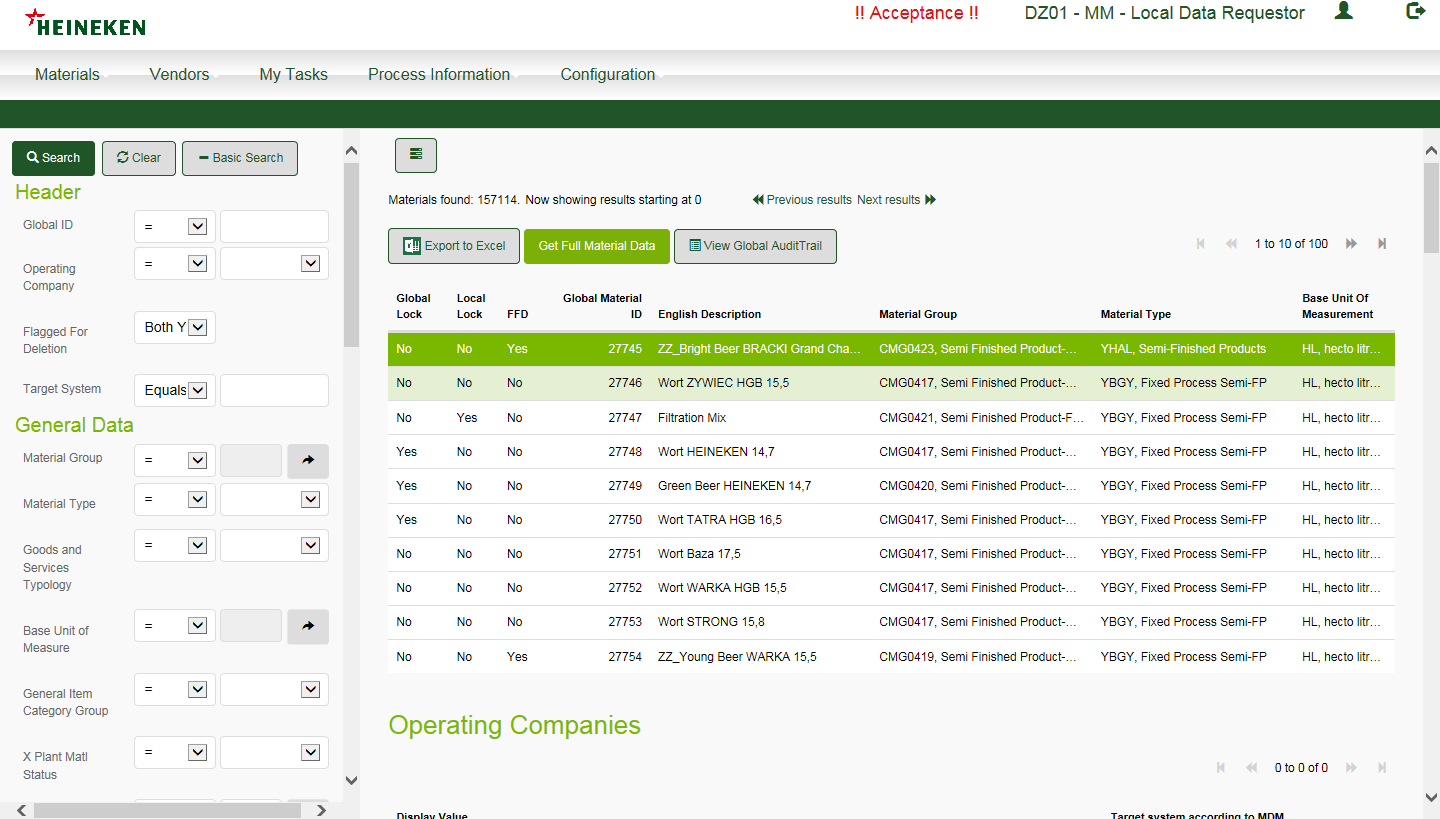 HEINEKEN
!! Acceptance !!
DZ01 - MM - Local Data Requestor
Materials Vendors My Tasks Process Information Configuration
Search Clear Basic Search
Header
Global ID =
Operating Company =
Flagged For Deletion Both Y
Target System Equals
General Data
Material Group =
Material Type =
Goods and Services Typology =
Base Unit of Measure =
General Item Category Group =
X Plant Matl Status =
Materials found: 157114. Now showing results starting at 0 Previous results Next results
Export to Excel Get Full Material Data View Global AuditTrail 1 to 10 of 100
Global Lock Local Lock FFD Global Material ID English Description Material Group Material Type Base Unit Of Measurement
No No Yes 27745 ZZ_Bright Beer BRACKI Grand Cha... CMG0423, Semi Finished Product-... YHAL, Semi-Finished Products HL, hecto litr...
No No No 27746 Wort ZYWIEC HGB 15,5 CMG0417, Semi Finished Product-... YBGY, Fixed Process Semi-FP HL, hecto litr...
No Yes No 27747 Filtration Mix CMG0421, Semi Finished Product-F... YBGY, Fixed Process Semi-FP HL, hecto litr...
Yes No No 27748 Wort HEINEKEN 14,7 CMG0417, Semi Finished Product-... YBGY, Fixed Process Semi-FP HL, hecto litr...
Yes No No 27749 Green Beer HEINEKEN 14,7 CMG0420, Semi Finished Product-... YBGY, Fixed Process Semi-FP HL, hecto litr...
Yes No No 27750 Wort TATRA HGB 16,5 CMG0417, Semi Finished Product-... YBGY, Fixed Process Semi-FP HL, hecto litr...
No No No 27751 Wort Baza 17,5 CMG0417, Semi Finished Product-... YBGY, Fixed Process Semi-FP HL, hecto litr...
No No No 27752 Wort WARKA HGB 15,5 CMG0417, Semi Finished Product-... YBGY, Fixed Process Semi-FP HL, hecto litr...
No No No 27753 Wort STRONG 15,8 CMG0417, Semi Finished Product-... YBGY, Fixed Process Semi-FP HL, hecto litr...
No No Yes 27754 ZZ_Young Beer WARKA 15,5 CMG0419, Semi Finished Product-... YBGY, Fixed Process Semi-FP HL, hecto litr...
Operating Companies
0 to 0 of 0
Display Value Target system according to MDM